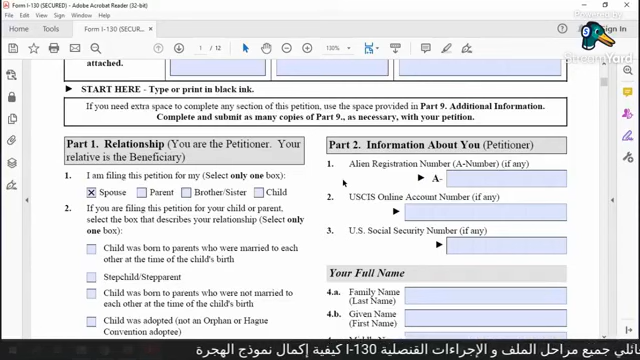 Form I-130 (SECURED) - Adobe Acrobat Reader (32-bit)
File Edit View Sign Window Help
Home Tools Form I-130 (SECURED)... × Sign In
Powered by
StreamYard
1 / 12 130%
attached.
► START HERE - Type or print in black ink.
If you need extra space to complete any section of this petition, use the space provided in Part 9. Additional Information.
Complete and submit as many copies of Part 9., as necessary, with your petition.
Part 1. Relationship (You are the Petitioner. Your
relative is the Beneficiary)
1. I am filing this petition for my (Select only one box):
Spouse Parent Brother/Sister Child
2. If you are filing this petition for your child or parent,
select the box that describes your relationship (Select only
one box):
Child was born to parents who were married to each
other at the time of the child's birth
Stepchild/Stepparent
Child was born to parents who were not married to
each other at the time of the child's birth
Child was adopted (not an Orphan or Hague
Convention adoptee)
Part 2. Information About You (Petitioner)
1. Alien Registration Number (A-Number) (if any)
► A-
2. USCIS Online Account Number (if any)
►
3. U.S. Social Security Number (if any)
►
Your Full Name
4.a. Family Name
(Last Name)
4.b. Given Name
(First Name)
كيفية إكمال نموذج الهجرة I-130 جميع مراحل الملف و الإجراءات القنصلية